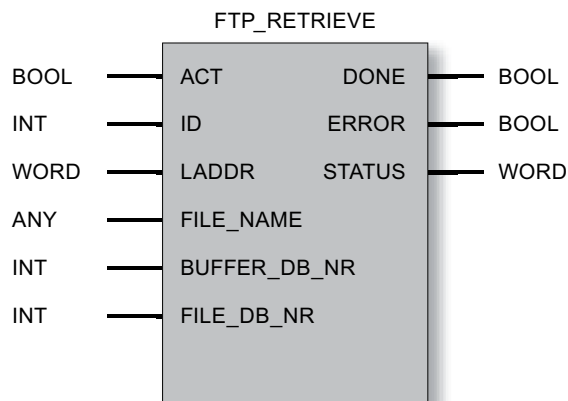 FTP_RETRIEVE
BOOL ACT DONE BOOL
INT ID ERROR BOOL
WORD LADDR STATUS WORD
ANY FILE_NAME
INT BUFFER_DB_NR
INT FILE_DB_NR